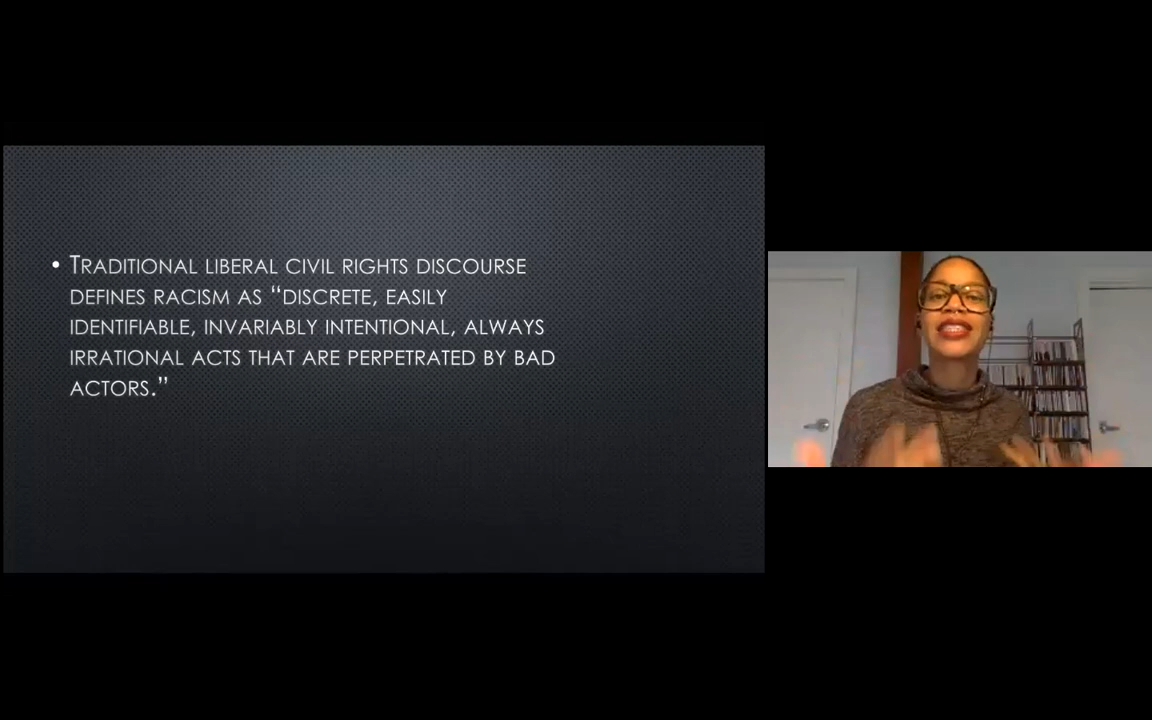 • Traditional liberal civil rights discourse
defines racism as “discrete, easily
identifiable, invariably intentional, always
irrational acts that are perpetrated by bad
actors.”